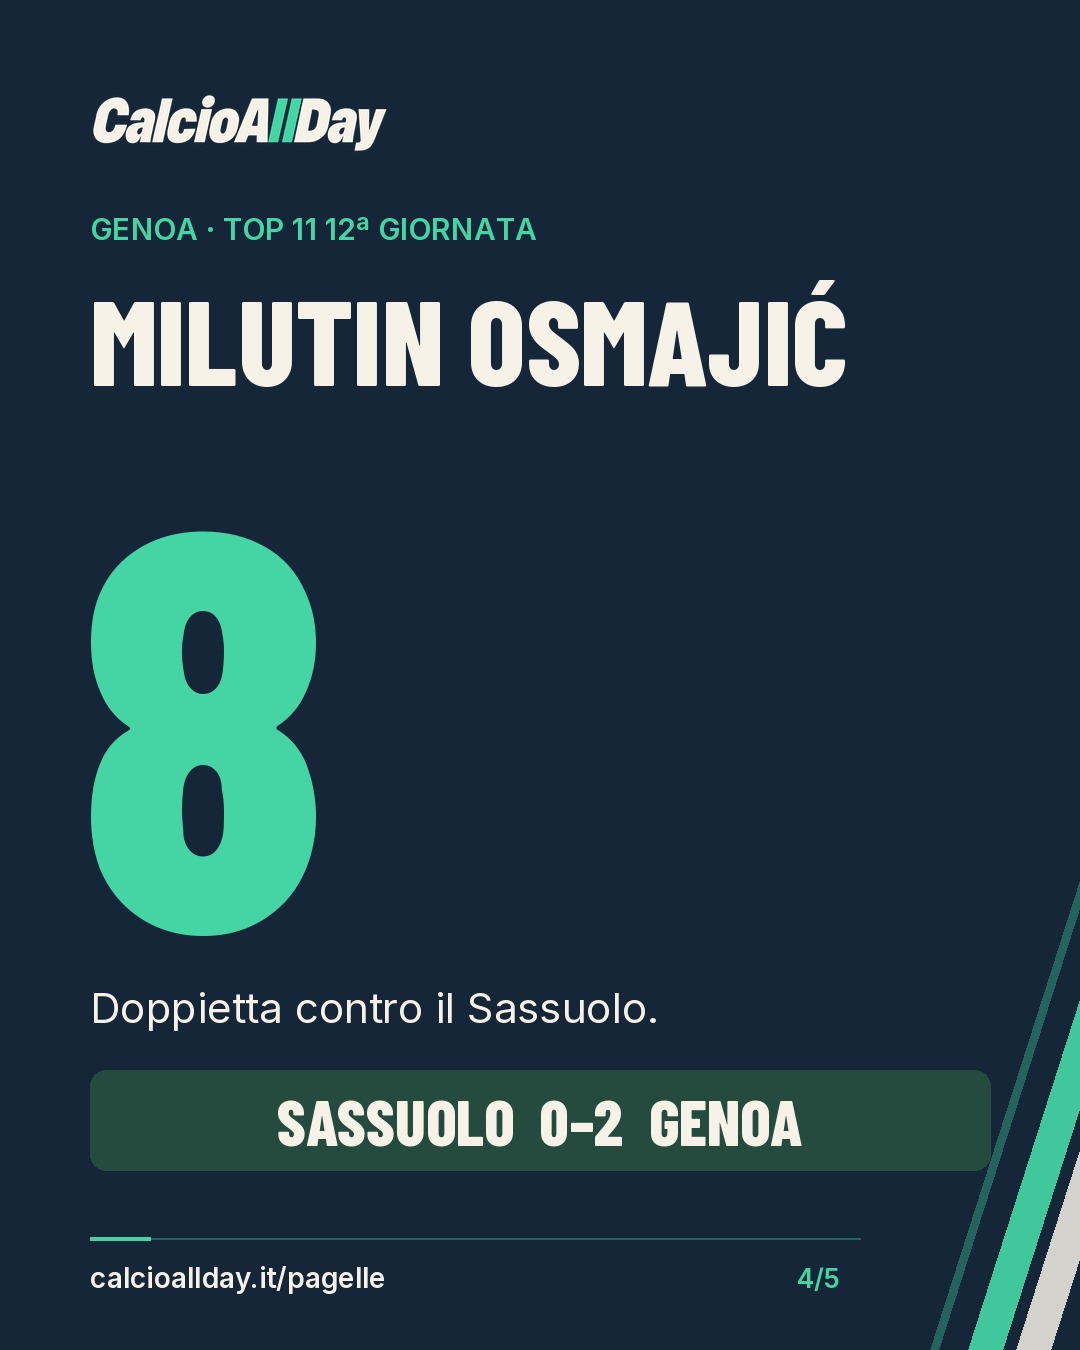 CalcioAllDay
GENOA · TOP 11 12ª GIORNATA
MILUTIN OSMAJIĆ
8
Doppietta contro il Sassuolo.
SASSUOLO 0–2 GENOA
calcioallday.it/pagelle
4/5